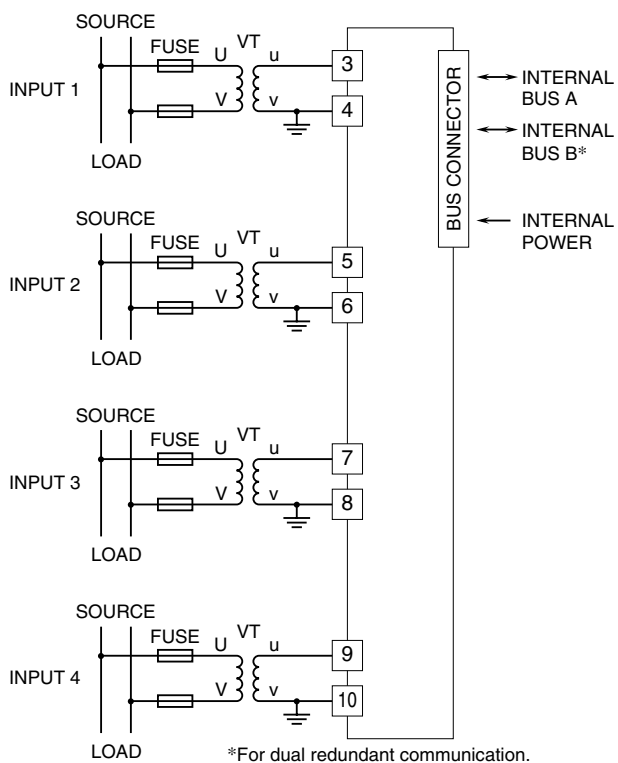 SOURCE
FUSE U VT u 3
INPUT 1
V v 4
LOAD
BUS CONNECTOR
INTERNAL
BUS A
INTERNAL
BUS B*
INTERNAL
POWER
SOURCE
FUSE U VT u 5
INPUT 2
V v 6
LOAD
SOURCE
FUSE U VT u 7
INPUT 3
V v 8
LOAD
SOURCE
FUSE U VT u 9
INPUT 4
V v 10
LOAD
*For dual redundant communication.